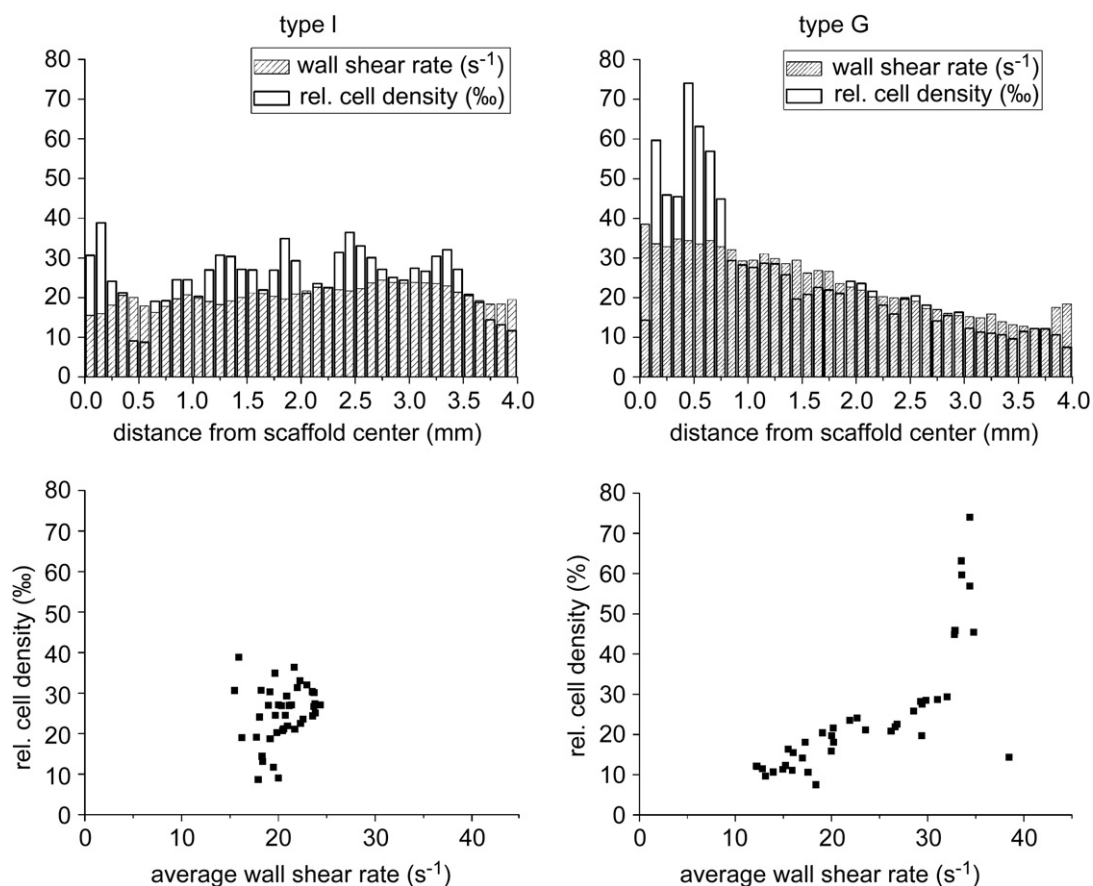 type I
wall shear rate (s⁻¹)
rel. cell density (‰)
80
70
60
50
40
30
20
10
0
0.0 0.5 1.0 1.5 2.0 2.5 3.0 3.5 4.0
distance from scaffold center (mm)
type G
wall shear rate (s⁻¹)
rel. cell density (‰)
80
70
60
50
40
30
20
10
0
0.0 0.5 1.0 1.5 2.0 2.5 3.0 3.5 4.0
distance from scaffold center (mm)
rel. cell density (‰)
80
70
60
50
40
30
20
10
0
0 10 20 30 40
average wall shear rate (s⁻¹)
rel. cell density (%)
80
70
60
50
40
30
20
10
0
0 10 20 30 40
average wall shear rate (s⁻¹)